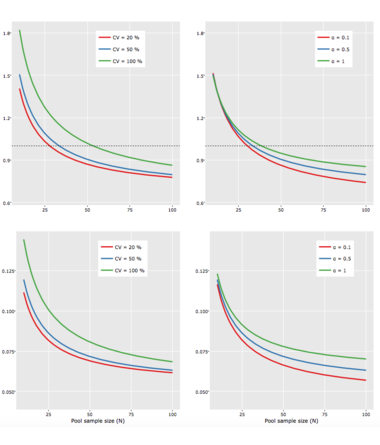 1.8
1.5
1.2
0.9
0.6
25
50
75
100
CV = 20 %
CV = 50 %
CV = 100 %
1.8
1.5
1.2
0.9
0.6
25
50
75
100
α = 0.1
α = 0.5
α = 1
0.125
0.100
0.075
0.050
25
50
75
100
Pool sample size (N)
CV = 20 %
CV = 50 %
CV = 100 %
0.125
0.100
0.075
0.050
25
50
75
100
Pool sample size (N)
α = 0.1
α = 0.5
α = 1